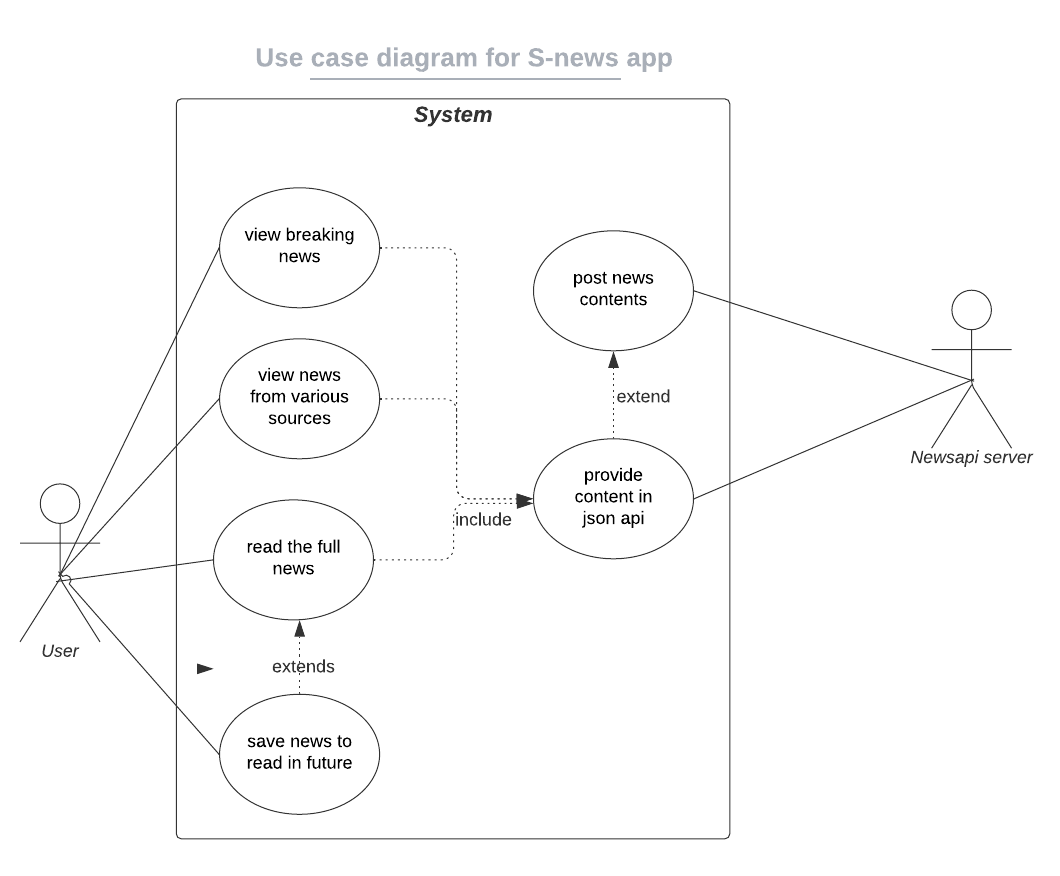 Use case diagram for S-news app
System
view breaking
news
post news
contents
view news
from various
sources
extend
Newsapi server
provide
content in
json api
include
read the full
news
User
extends
save news to
read in future